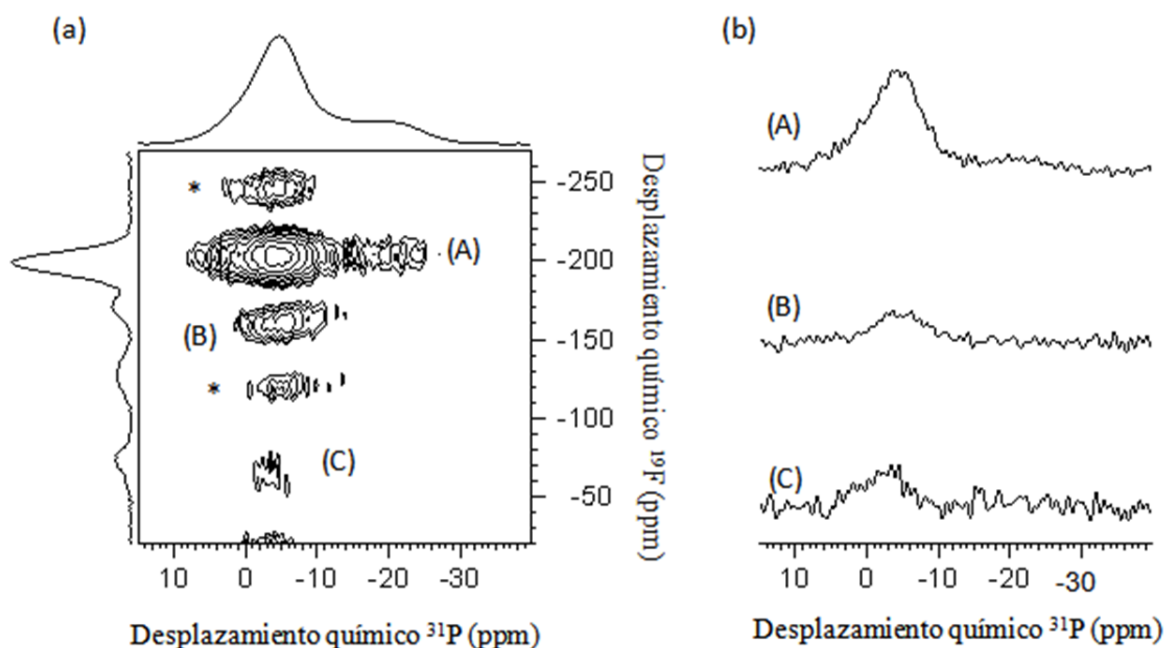 (a)
(b)
*
(A)
(B)
*
(C)
-250
-200
-150
-100
-50
Desplazamiento químico ¹⁹F (ppm)
10 0 -10 -20 -30
Desplazamiento químico ³¹P (ppm)
(A)
(B)
(C)
10 0 -10 -20 -30
Desplazamiento químico ³¹P (ppm)